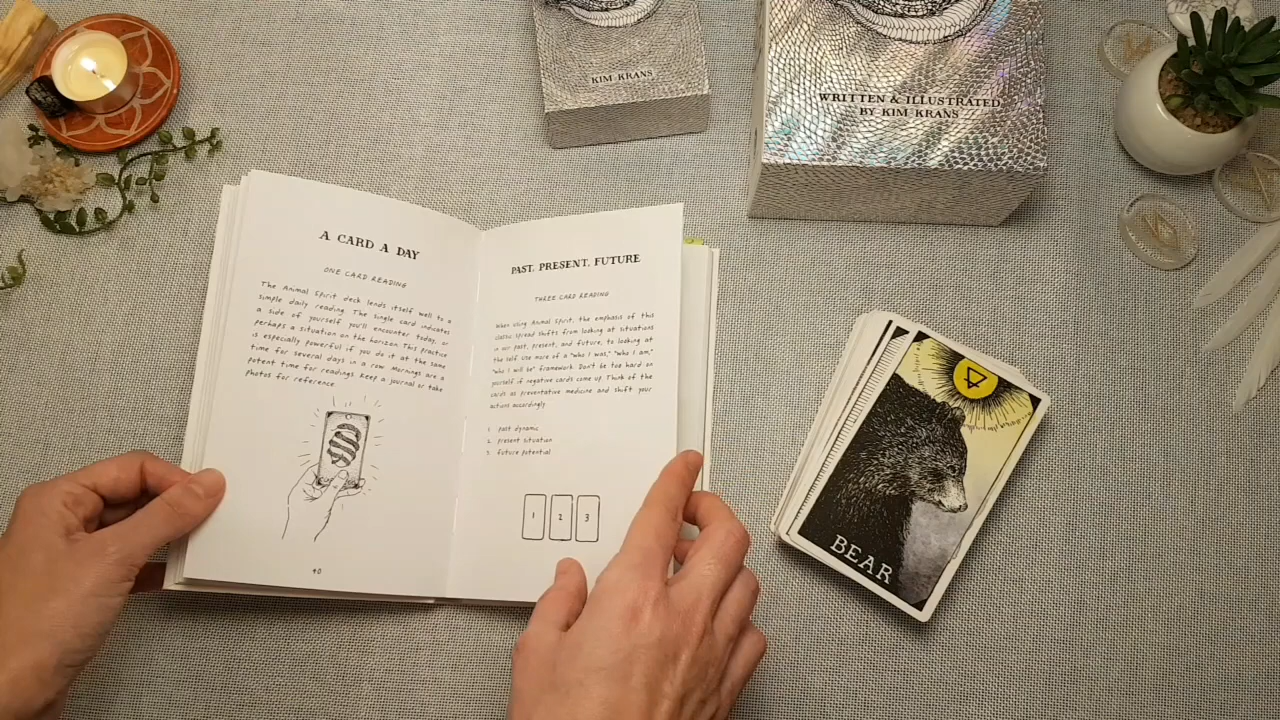 KIM KRANS
WRITTEN & ILLUSTRATED
BY KIM KRANS
A CARD A DAY
ONE CARD READING
The Animal Spirit deck lends itself well to a
simple daily reading. The single card indicates
a side of yourself you'll encounter today, or
perhaps a situation on the horizon. This practice
is especially powerful if you do it at the same
time for several days in a row. Mornings are a
potent time for readings. Keep a journal or take
photos for reference.
40
PAST, PRESENT, FUTURE
THREE CARD READING
When using Animal Spirit, the emphasis of this
classic spread shifts from looking at situations
in our past, present, and future, to looking at
the self. Use more of a "who I was," "who I am,"
"who I will be" framework. Don't be too hard on
yourself if negative cards come up. Think of the
cards as preventative medicine and shift your
actions accordingly.
1. past dynamic
2. present situation
3. future potential
1 2 3
BEAR